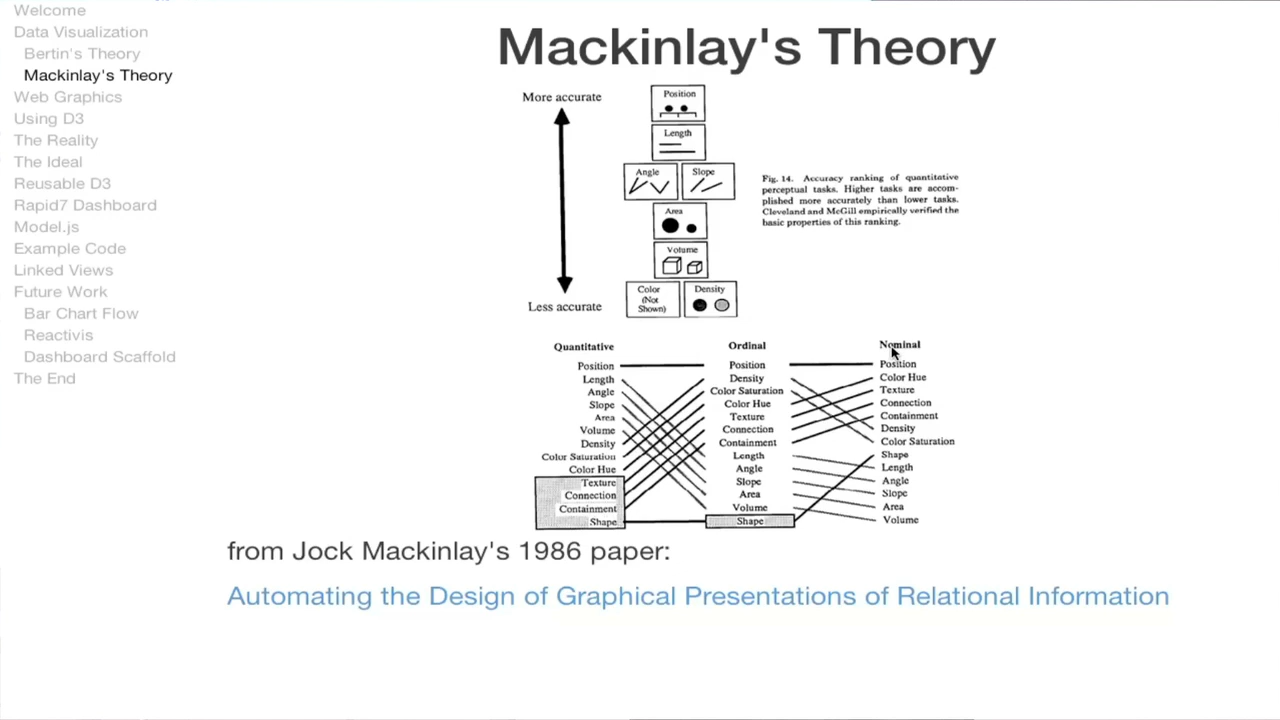 Welcome
Data Visualization
Bertin's Theory
Mackinlay's Theory
Web Graphics
Using D3
The Reality
The Ideal
Reusable D3
Rapid7 Dashboard
Model.js
Example Code
Linked Views
Future Work
Bar Chart Flow
Reactivis
Dashboard Scaffold
The End
Mackinlay's Theory
More accurate
Less accurate
Position
Length
Angle
Slope
Area
Volume
Color
(Not
Shown)
Density
Fig. 14. Accuracy ranking of quantitative
perceptual tasks. Higher tasks are accom-
plished more accurately than lower tasks.
Cleveland and McGill empirically verified the
basic properties of this ranking.
Quantitative
Position
Length
Angle
Slope
Area
Volume
Density
Color Saturation
Color Hue
Texture
Connection
Containment
Shape
Ordinal
Position
Density
Color Saturation
Color Hue
Texture
Connection
Containment
Length
Angle
Slope
Area
Volume
Shape
Nominal
Position
Color Hue
Texture
Connection
Containment
Density
Color Saturation
Shape
Length
Angle
Slope
Area
Volume
from Jock Mackinlay's 1986 paper:
Automating the Design of Graphical Presentations of Relational Information